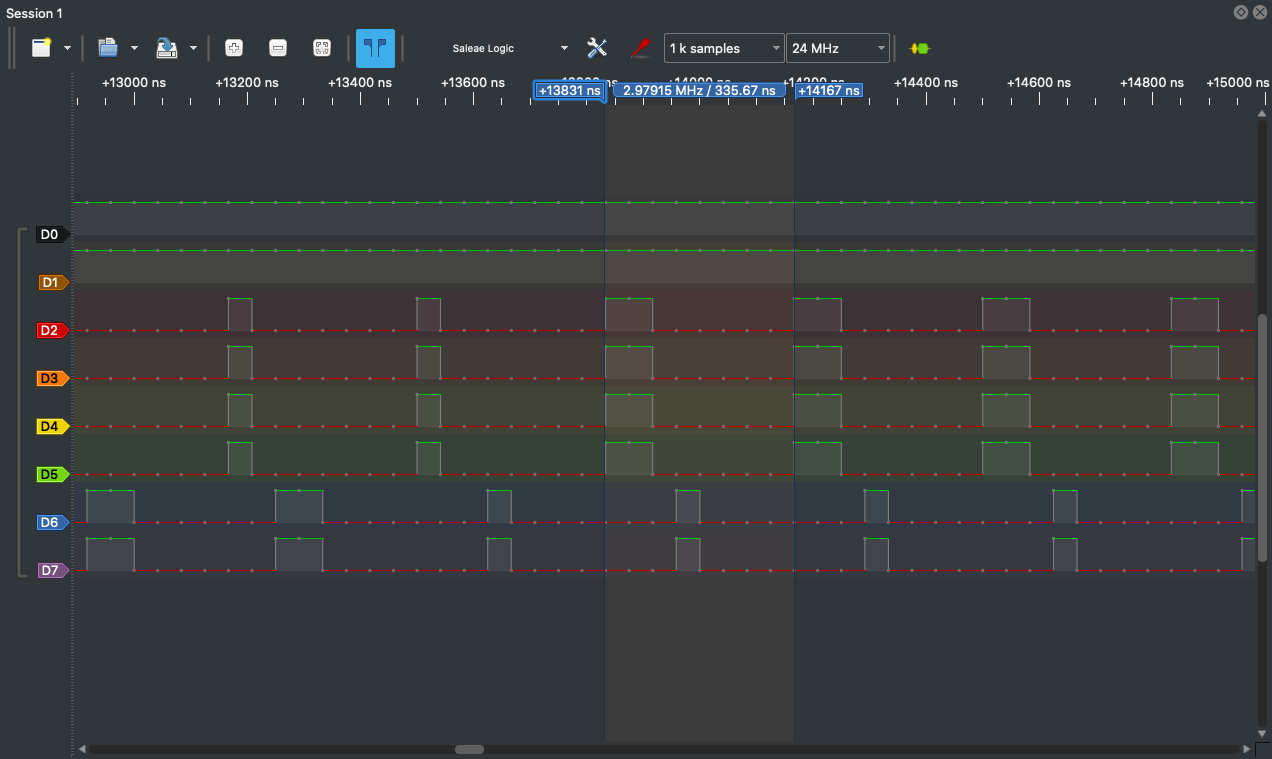 Session 1
Saleae Logic
1 k samples
24 MHz
+13000 ns
+13200 ns
+13400 ns
+13600 ns
+14400 ns
+14600 ns
+14800 ns
+15000 ns
+13831 ns
2.97915 MHz / 335.67 ns
+14167 ns
D0
D1
D2
D3
D4
D5
D6
D7